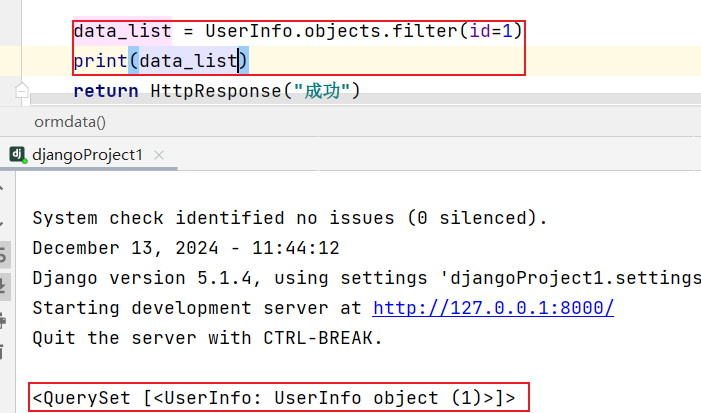 data_list = UserInfo.objects.filter(id=1)
print(data_list)
return HttpResponse("成功")
ormdata()
djangoProject1
System check identified no issues (0 silenced).
December 13, 2024 - 11:44:12
Django version 5.1.4, using settings 'djangoProject1.settings
Starting development server at http://127.0.0.1:8000/
Quit the server with CTRL-BREAK.
<QuerySet [<UserInfo: UserInfo object (1)>]>